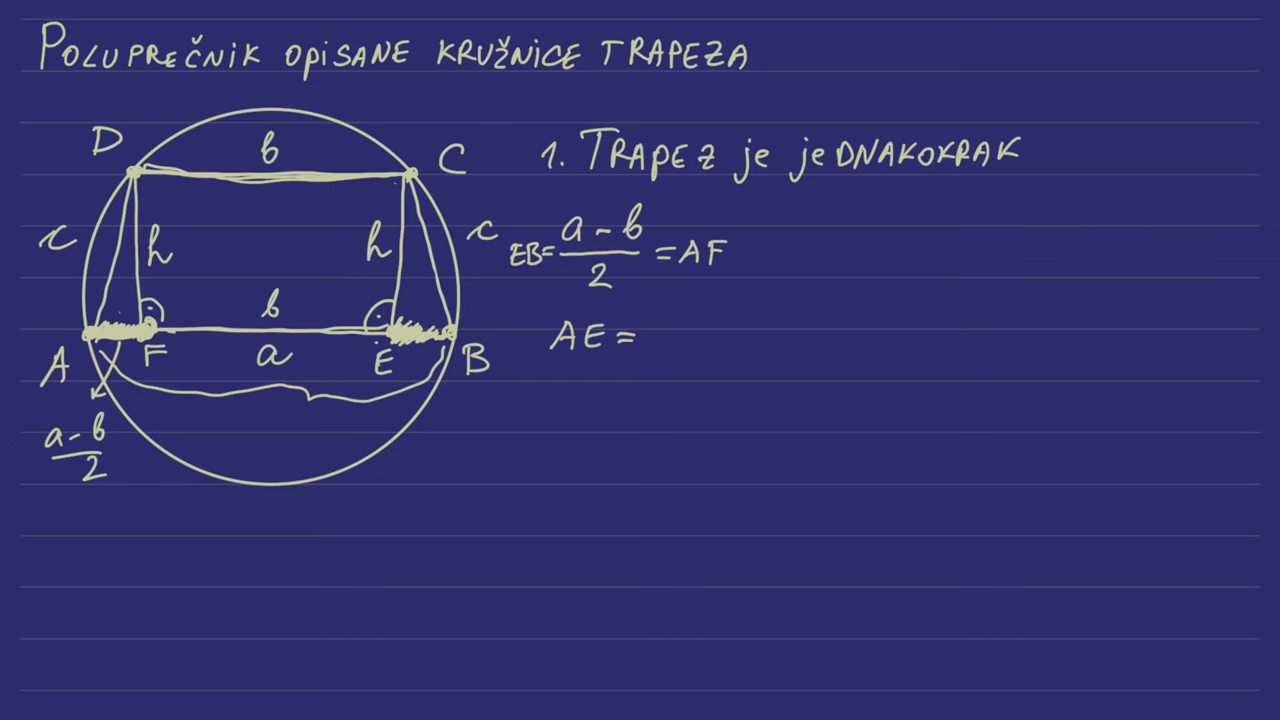 POLUPREČNIK OPISANE KRUŽNICE TRAPEZA
D b C
1. TRAPEZ je jeDNAKOKRAK
c h h c
EB = a - b / 2 = AF
b
AE =
A F a E B
a - b / 2